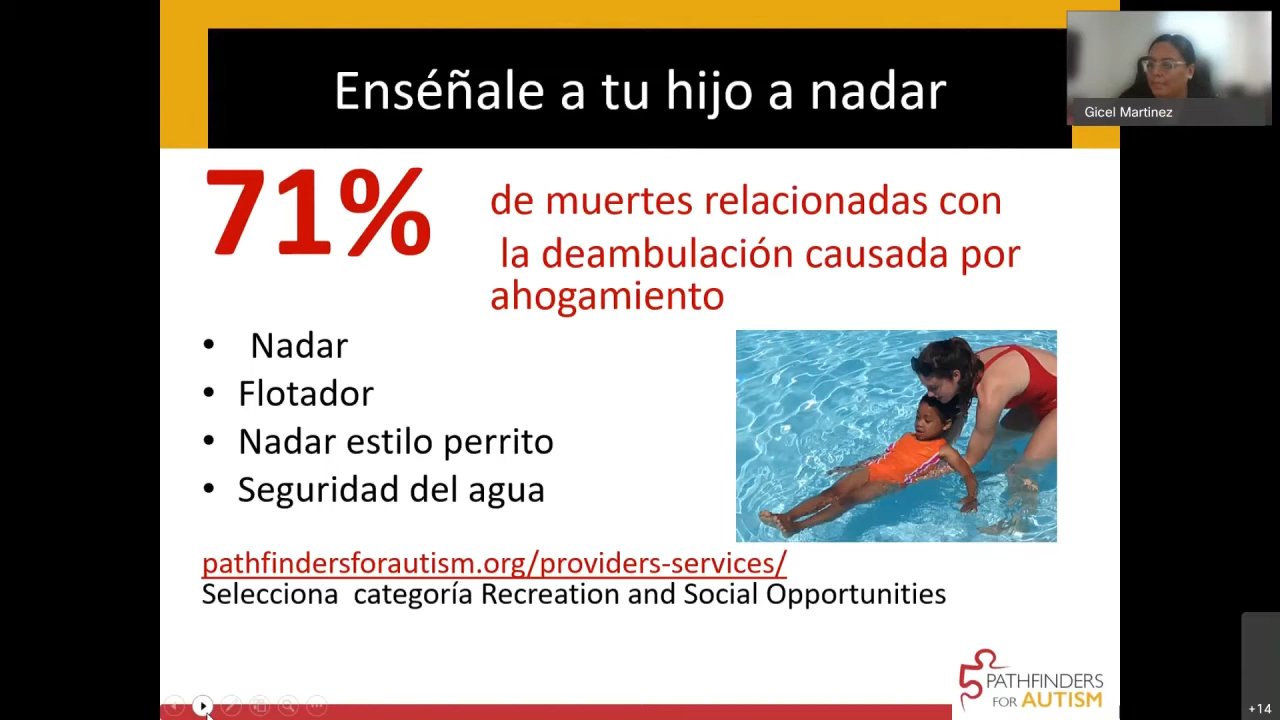 Enséñale a tu hijo a nadar
Gicel Martinez
71%
de muertes relacionadas con
la deambulación causada por
ahogamiento
• Nadar
• Flotador
• Nadar estilo perrito
• Seguridad del agua
pathfindersforautism.org/providers-services/
Selecciona categoría Recreation and Social Opportunities
PATHFINDERS
FOR AUTISM
+14